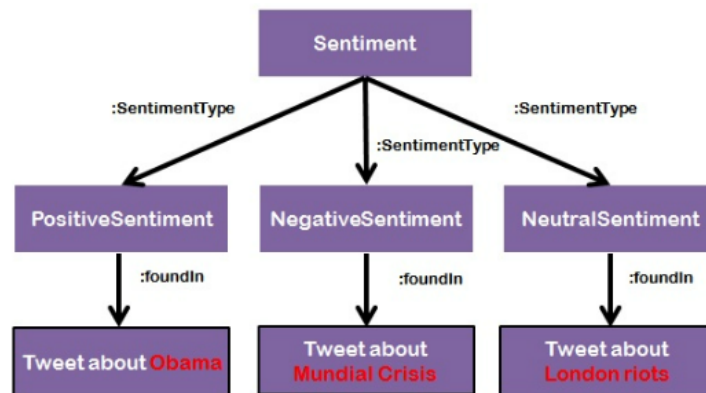 Sentiment
:SentimentType
:SentimentType
:SentimentType
PositiveSentiment
NegativeSentiment
NeutralSentiment
:foundIn
:foundIn
:foundIn
Tweet about Obama
Tweet about
Mundial Crisis
Tweet about
London riots